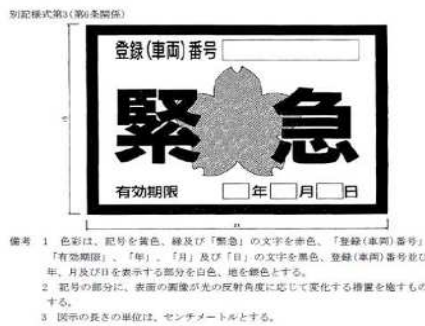 別記様式第3(第6条関係)
登録(車両)番号
緊急
有効期限 年 月 日
備考 1 色彩は、記号を黄色、縁及び「緊急」の文字を赤色、「登録(車両)番号」
「有効期限」、「年」、「月」及び「日」の文字を黒色、登録(車両)番号並び
年、月及び日を表示する部分を白色、地を銀色とする。
2 記号の部分に、表面の画像が光の反射角度に応じて変化する措置を施すもの
する。
3 図示の長さの単位は、センチメートルとする。